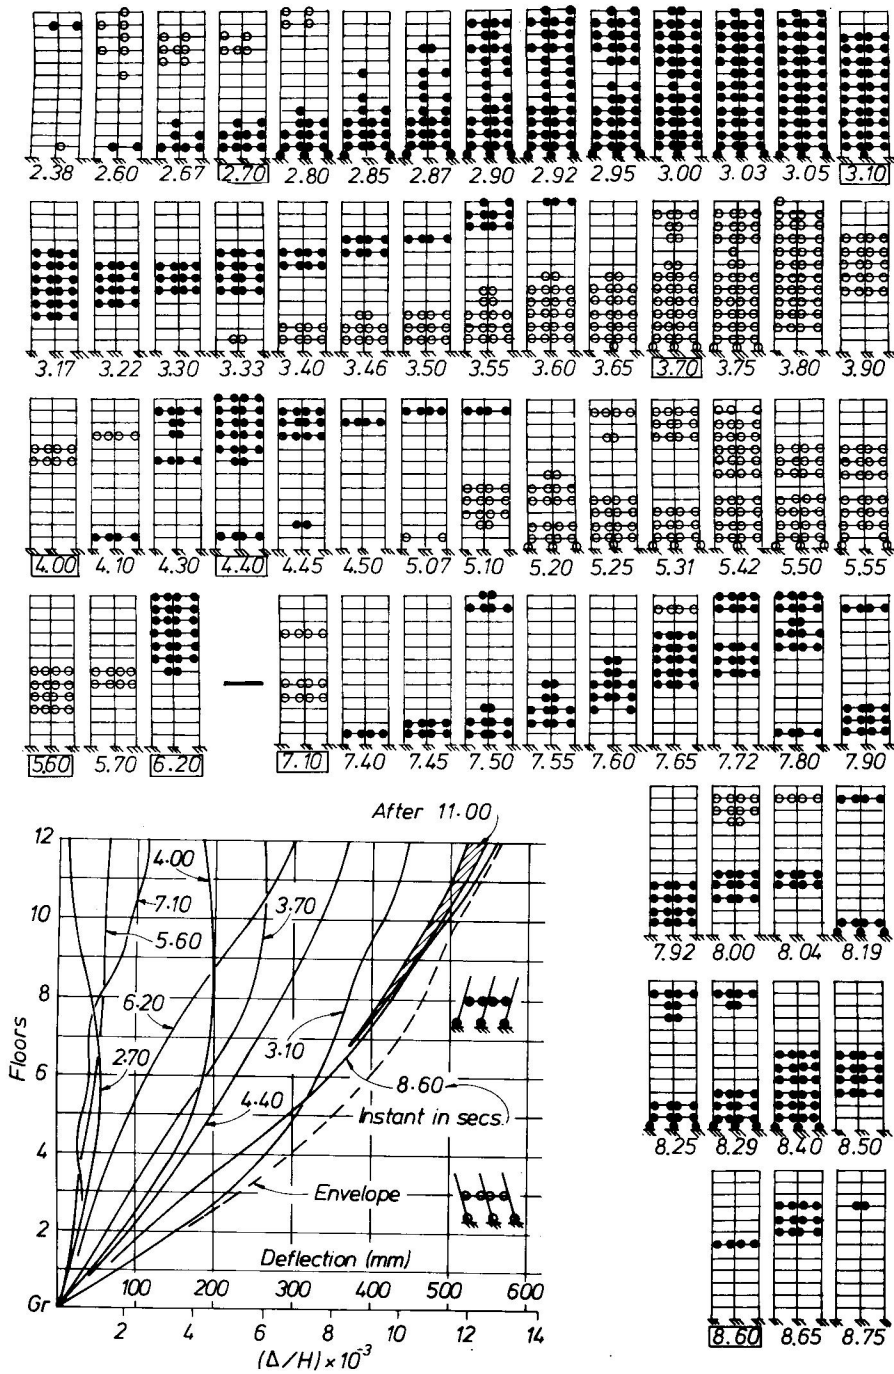 2.38 2.60 2.67 2.70 2.80 2.85 2.87 2.90 2.92 2.95 3.00 3.03 3.05 3.10
3.17 3.22 3.30 3.33 3.40 3.46 3.50 3.55 3.60 3.65 3.70 3.75 3.80 3.90
4.00 4.10 4.30 4.40 4.45 4.50 5.07 5.10 5.20 5.25 5.31 5.42 5.50 5.55
5.60 5.70 6.20 — 7.10 7.40 7.45 7.50 7.55 7.60 7.65 7.72 7.80 7.90
7.92 8.00 8.04 8.19
8.25 8.29 8.40 8.50
8.60 8.65 8.75
After 11.00
12
4.00
7.10
3.70
10
5.60
8
6.20
Floors
2.70
3.10
6
8.60
4.40
Instant in secs.
4
Envelope
2
Deflection (mm)
Gr
100 200 300 400 500 600
2 4 6 8 10 12 14
(Δ/H) × 10⁻³